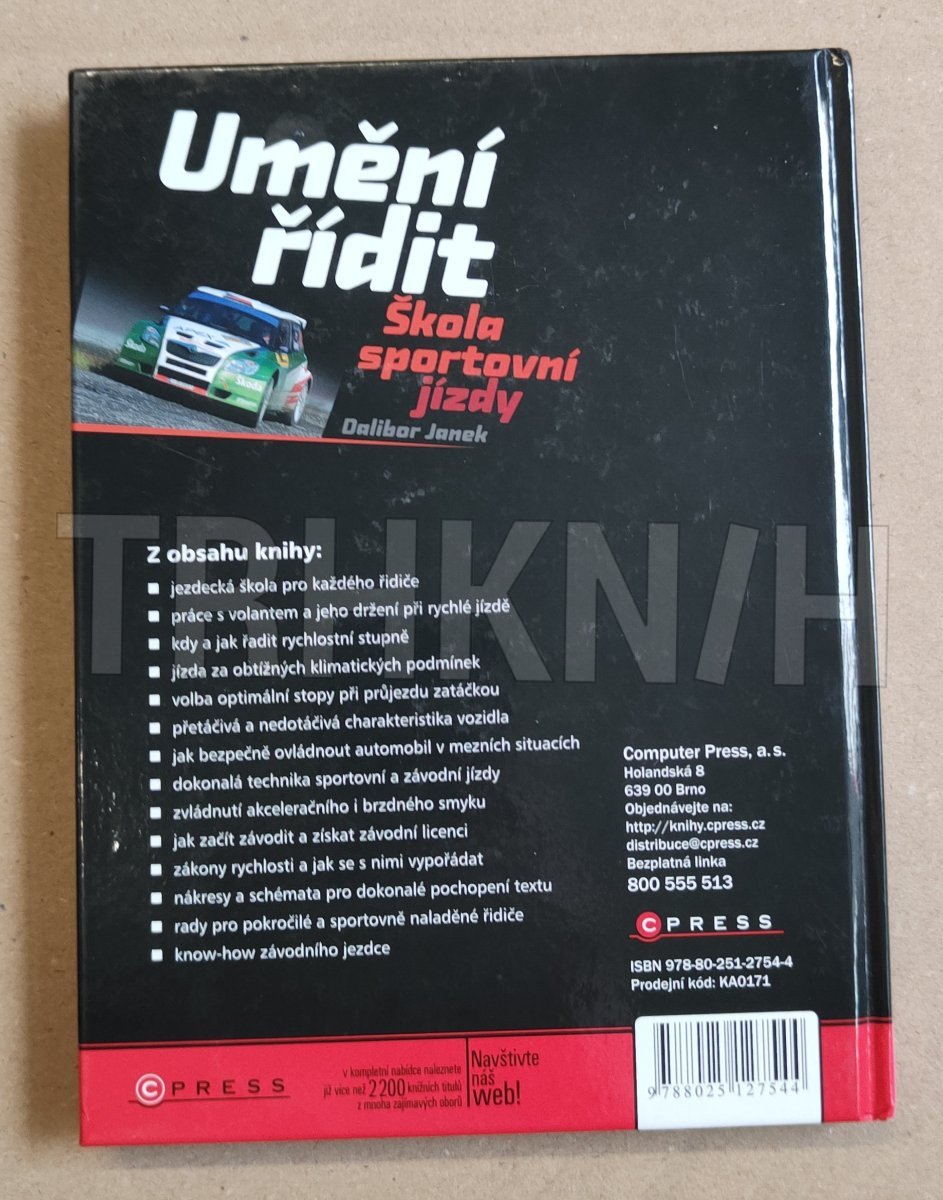 Umění
řídit
Škola
sportovní
jízdy
Dalibor Janek
Škoda
Škoda
TRHKNIH
Z obsahu knihy:
jezdecká škola pro každého řidiče
práce s volantem a jeho držení při rychlé jízdě
kdy a jak řadit rychlostní stupně
jízda za obtížných klimatických podmínek
volba optimální stopy při průjezdu zatáčkou
přetáčivá a nedotáčivá charakteristika vozidla
jak bezpečně ovládnout automobil v mezních situacích
dokonalá technika sportovní a závodní jízdy
zvládnutí akceleračního i brzdného smyku
jak začít závodit a získat závodní licenci
zákony rychlosti a jak se s nimi vypořádat
nákresy a schémata pro dokonalé pochopení textu
rady pro pokročilé a sportovně naladěné řidiče
know-how závodního jezdce
Computer Press, a. s.
Holandská 8
639 00 Brno
Objednávejte na:
http://knihy.cpress.cz
distribuce@cpress.cz
Bezplatná linka
800 555 513
CPRESS
ISBN 978-80-251-2754-4
Prodejní kód: KA0171
CPRESS
v kompletní nabídce naleznete
již více než 2200 knižních titulů
z mnoha zajímavých oborů
Navštivte
náš
web!
9 788025 127544